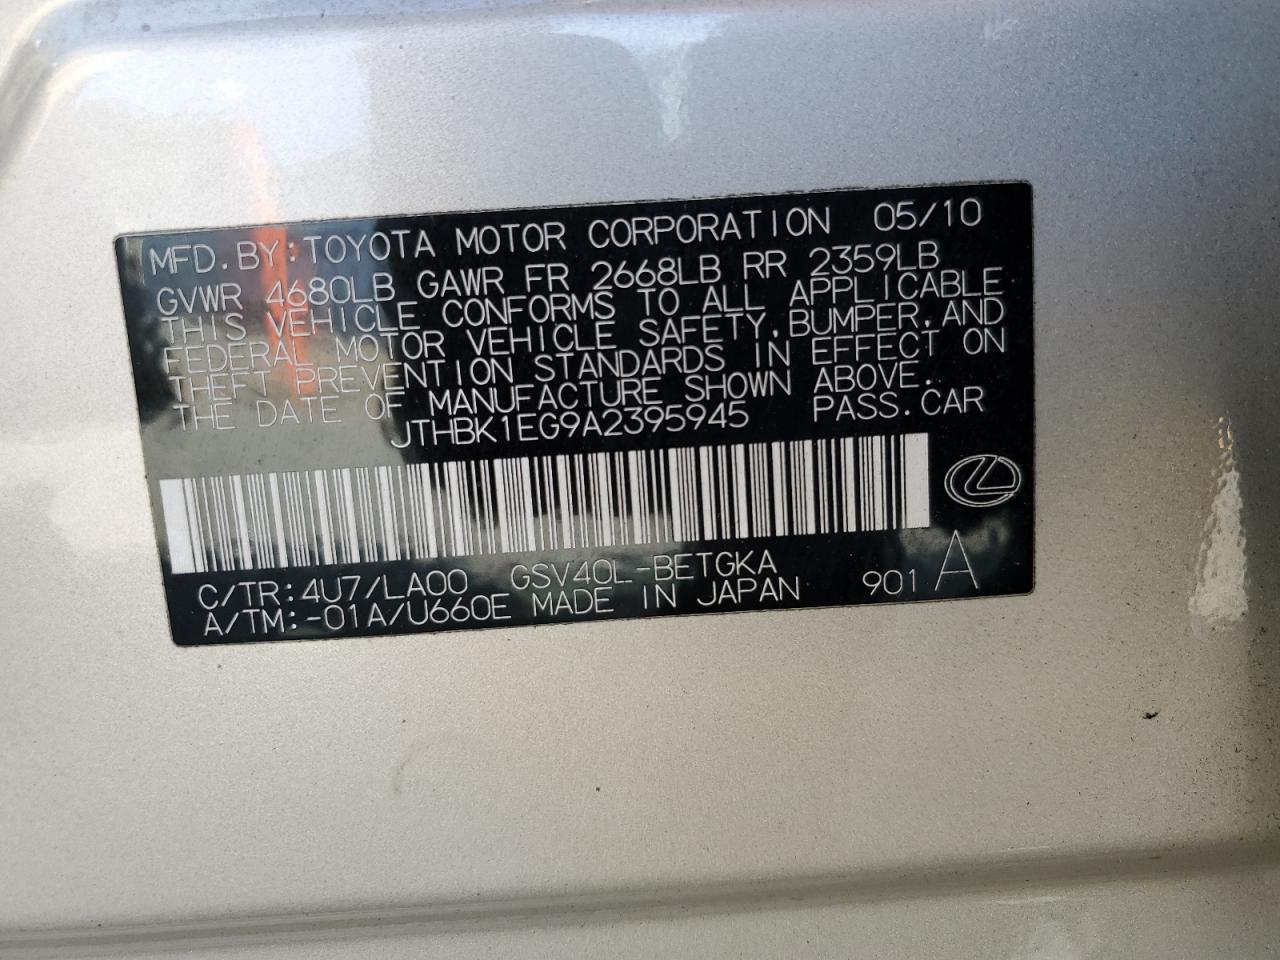 MFD. BY: TOYOTA MOTOR CORPORATION 05/10
GVWR 4680LB GAWR FR 2668LB RR 2359LB
THIS VEHICLE CONFORMS TO ALL APPLICABLE
FEDERAL MOTOR VEHICLE SAFETY, BUMPER, AND
THEFT PREVENTION STANDARDS IN EFFECT ON
THE DATE OF MANUFACTURE SHOWN ABOVE.
JTHBK1EG9A2395945 PASS. CAR
C/TR: 4U7/LA00 GSV40L-BETGKA
A/TM: -01A/U660E MADE IN JAPAN 901 A